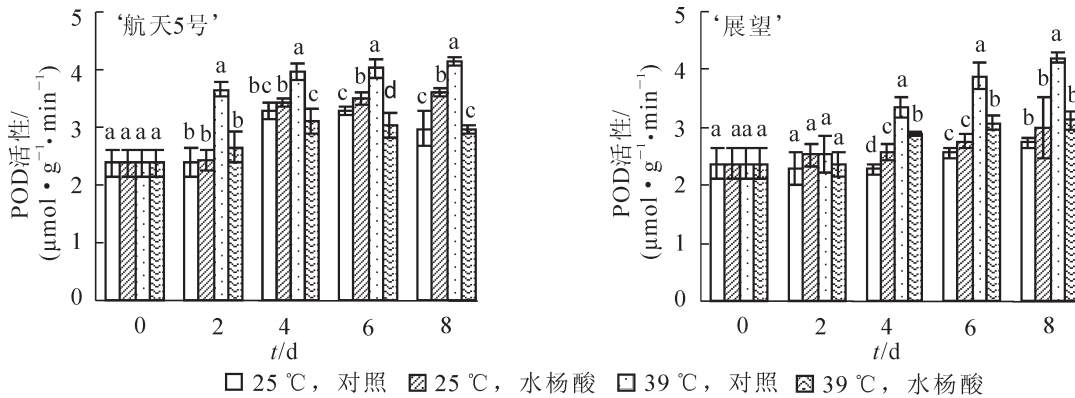 ‘航天5号’
POD活性/
(μmol·g⁻¹·min⁻¹)
5
4
3
2
1
0
a a a a
b b a b
bc b a c
c b a d
c b a c
0 2 4 6 8
t/d
‘展望’
POD活性/
(μmol·g⁻¹·min⁻¹)
5
4
3
2
1
0
a a a a
a a a a
d c a b
c c a b
b b a b
0 2 4 6 8
t/d
25 ℃, 对照 25 ℃, 水杨酸 39 ℃, 对照 39 ℃, 水杨酸